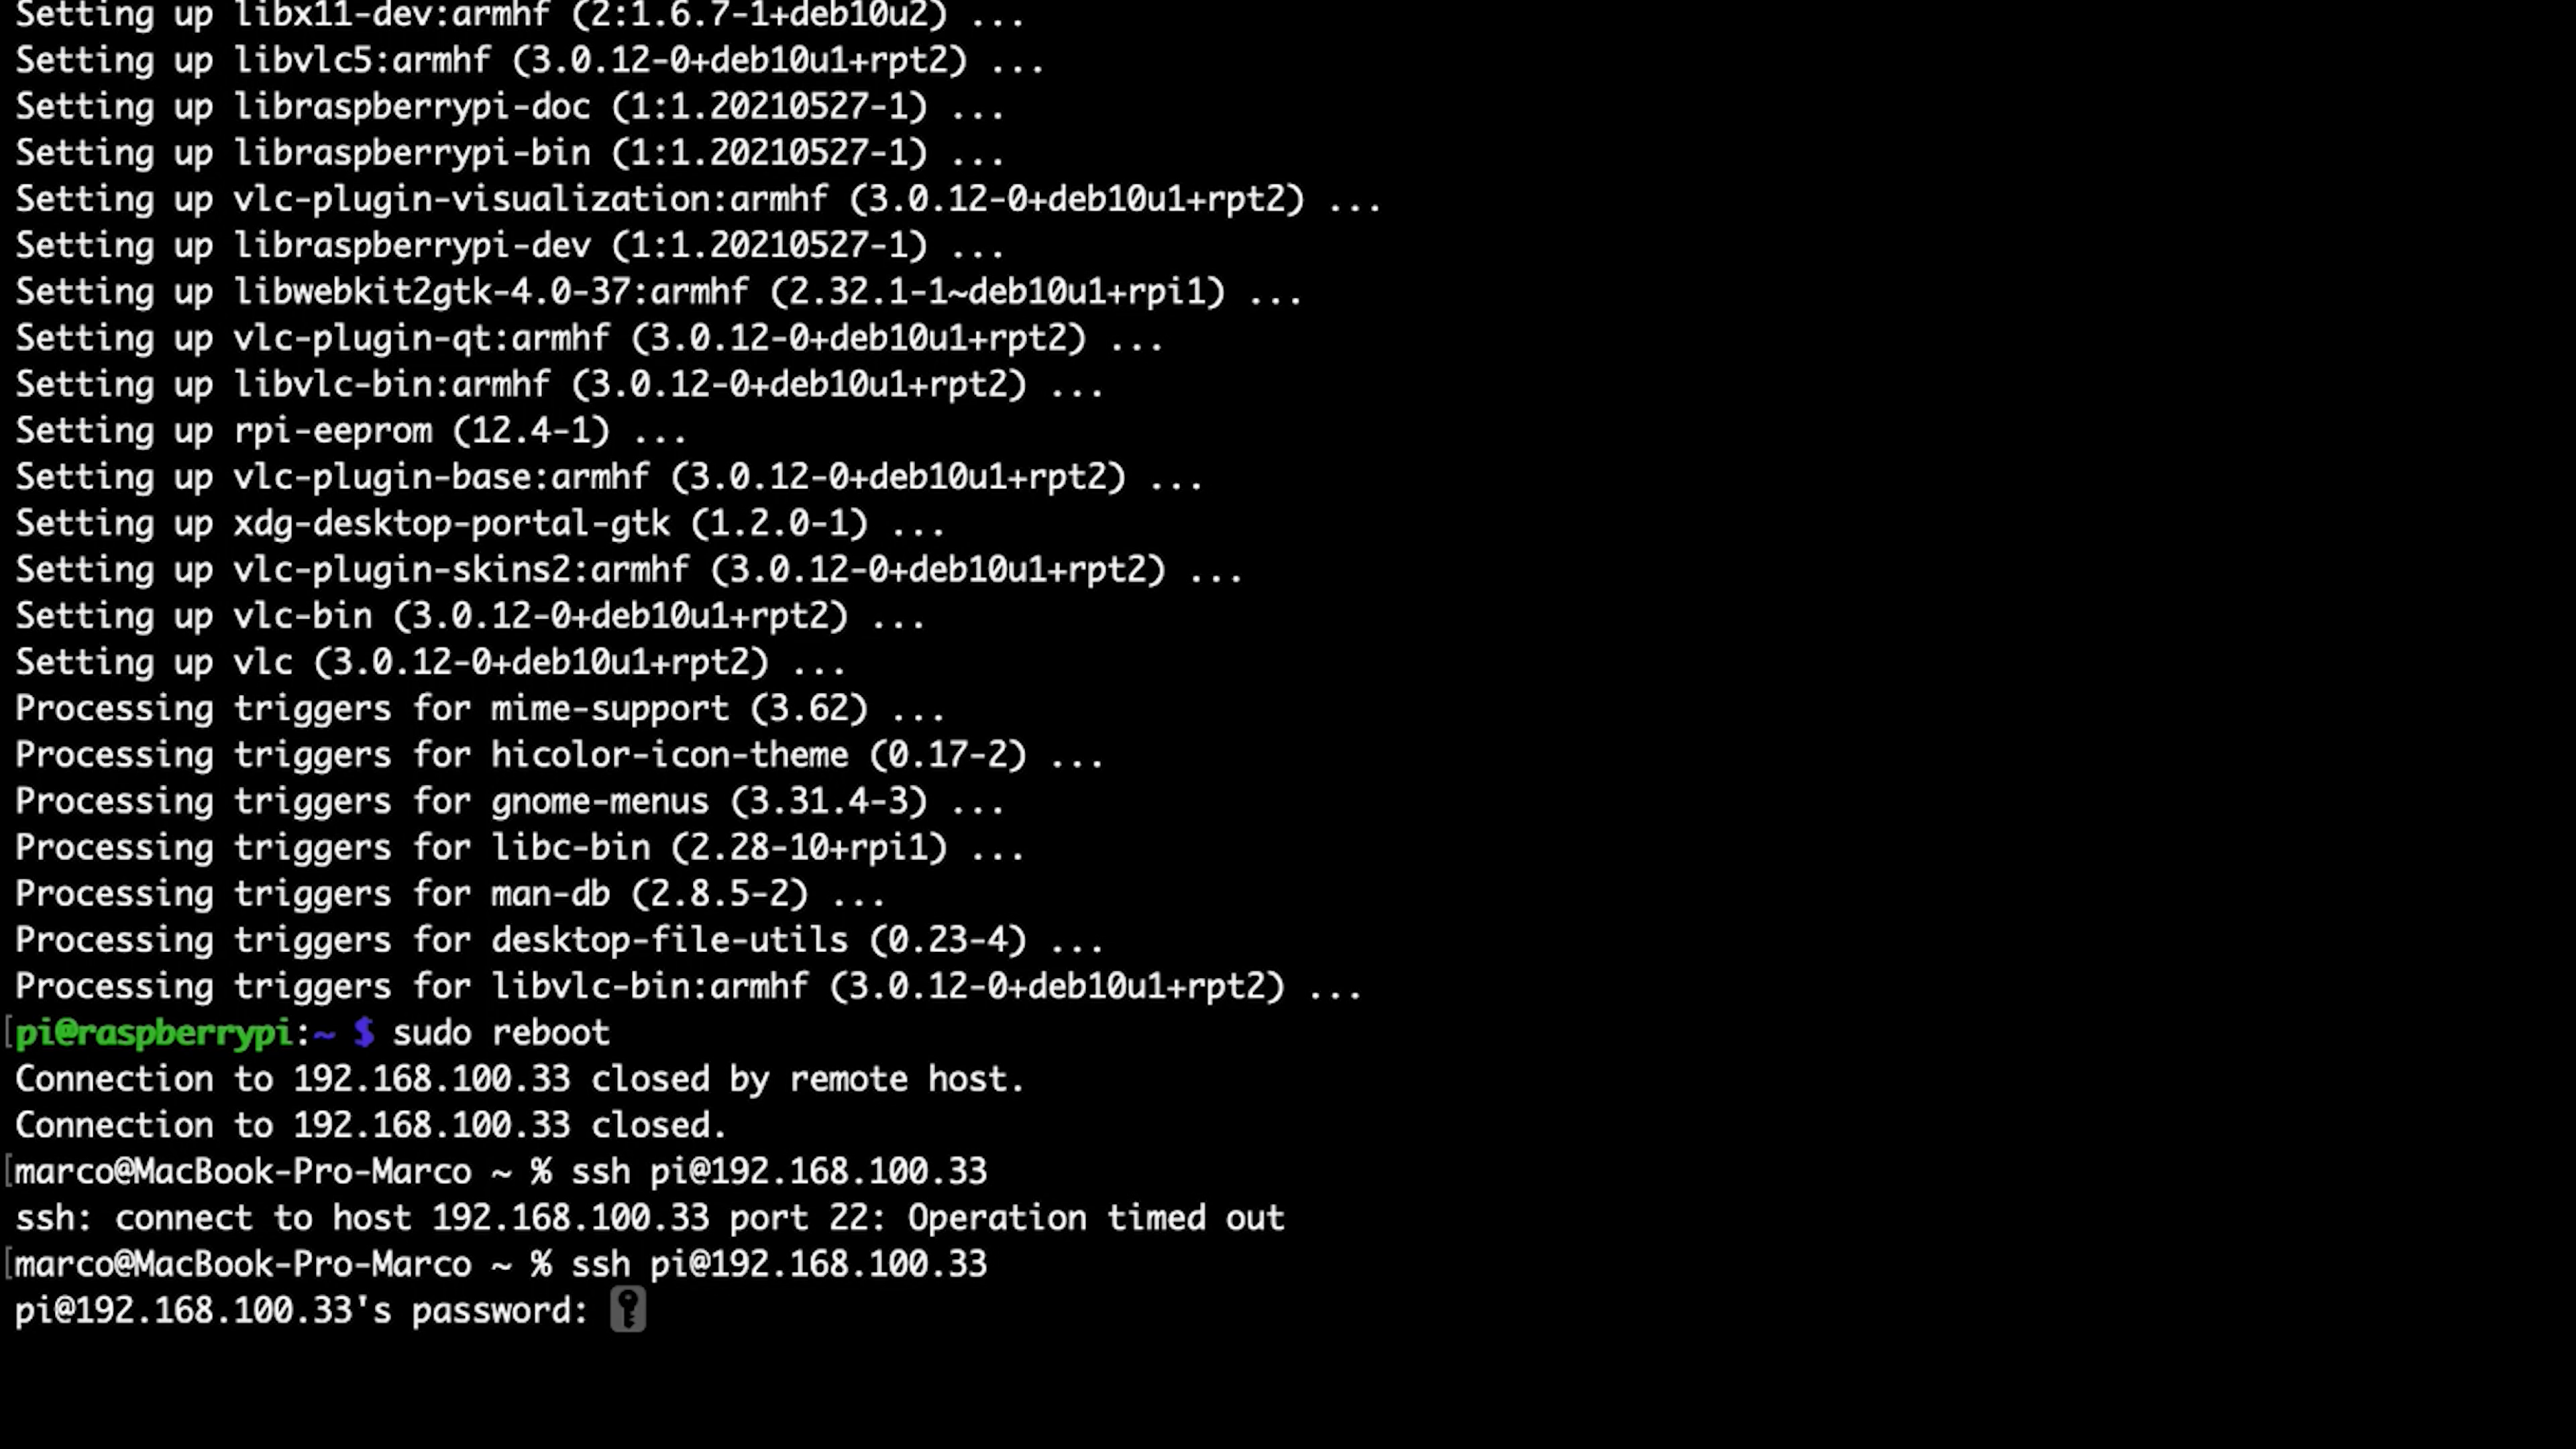 Setting up libx11-dev:armhf (2:1.6.7-1+deb10u2) ...
Setting up libvlc5:armhf (3.0.12-0+deb10u1+rpt2) ...
Setting up libraspberrypi-doc (1:1.20210527-1) ...
Setting up libraspberrypi-bin (1:1.20210527-1) ...
Setting up vlc-plugin-visualization:armhf (3.0.12-0+deb10u1+rpt2) ...
Setting up libraspberrypi-dev (1:1.20210527-1) ...
Setting up libwebkit2gtk-4.0-37:armhf (2.32.1-1~deb10u1+rpi1) ...
Setting up vlc-plugin-qt:armhf (3.0.12-0+deb10u1+rpt2) ...
Setting up libvlc-bin:armhf (3.0.12-0+deb10u1+rpt2) ...
Setting up rpi-eeprom (12.4-1) ...
Setting up vlc-plugin-base:armhf (3.0.12-0+deb10u1+rpt2) ...
Setting up xdg-desktop-portal-gtk (1.2.0-1) ...
Setting up vlc-plugin-skins2:armhf (3.0.12-0+deb10u1+rpt2) ...
Setting up vlc-bin (3.0.12-0+deb10u1+rpt2) ...
Setting up vlc (3.0.12-0+deb10u1+rpt2) ...
Processing triggers for mime-support (3.62) ...
Processing triggers for hicolor-icon-theme (0.17-2) ...
Processing triggers for gnome-menus (3.31.4-3) ...
Processing triggers for libc-bin (2.28-10+rpi1) ...
Processing triggers for man-db (2.8.5-2) ...
Processing triggers for desktop-file-utils (0.23-4) ...
Processing triggers for libvlc-bin:armhf (3.0.12-0+deb10u1+rpt2) ...
[pi@raspberrypi:~ $ sudo reboot
Connection to 192.168.100.33 closed by remote host.
Connection to 192.168.100.33 closed.
[marco@MacBook-Pro-Marco ~ % ssh pi@192.168.100.33
ssh: connect to host 192.168.100.33 port 22: Operation timed out
[marco@MacBook-Pro-Marco ~ % ssh pi@192.168.100.33
pi@192.168.100.33's password: